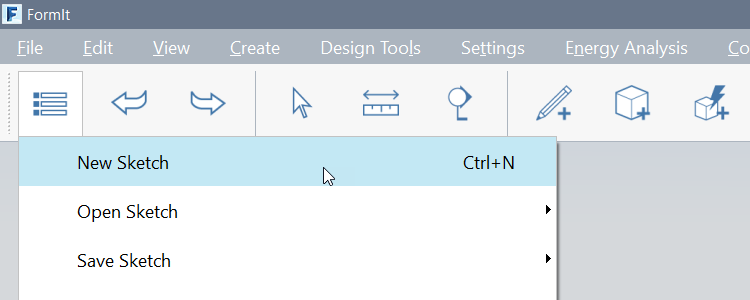 FormIt
File Edit View Create Design Tools Settings Energy Analysis Co
New Sketch Ctrl+N
Open Sketch
Save Sketch